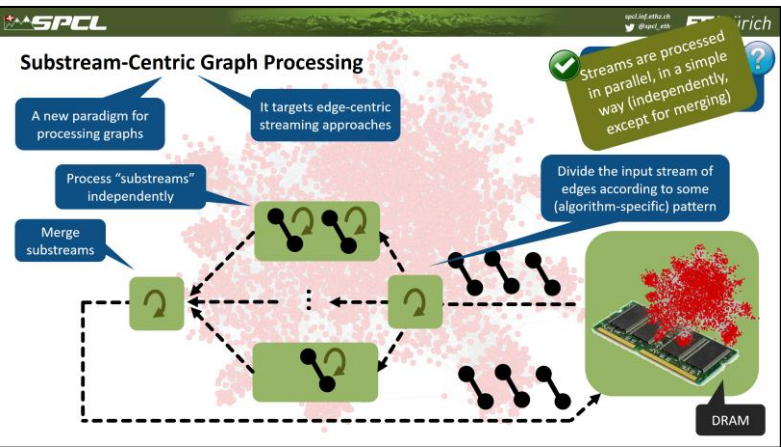 SPCL
spcl.inf.ethz.ch
@spcl_eth
Substream-Centric Graph Processing
Streams are processed
in parallel, in a simple
way (independently,
except for merging)
?
A new paradigm for
processing graphs
It targets edge-centric
streaming approaches
Process "substreams"
independently
Divide the input stream of
edges according to some
(algorithm-specific) pattern
Merge
substreams
DRAM